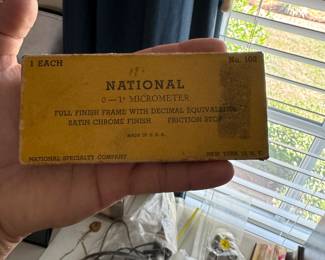 1 EACH No. 100
NATIONAL
0 — 1" MICROMETER
FULL FINISH FRAME WITH DECIMAL EQUIVALENTS
SATIN CHROME FINISH FRICTION STOP
MADE IN U.S.A.
NATIONAL SPECIALTY COMPANY NEW YORK 13, N.Y.